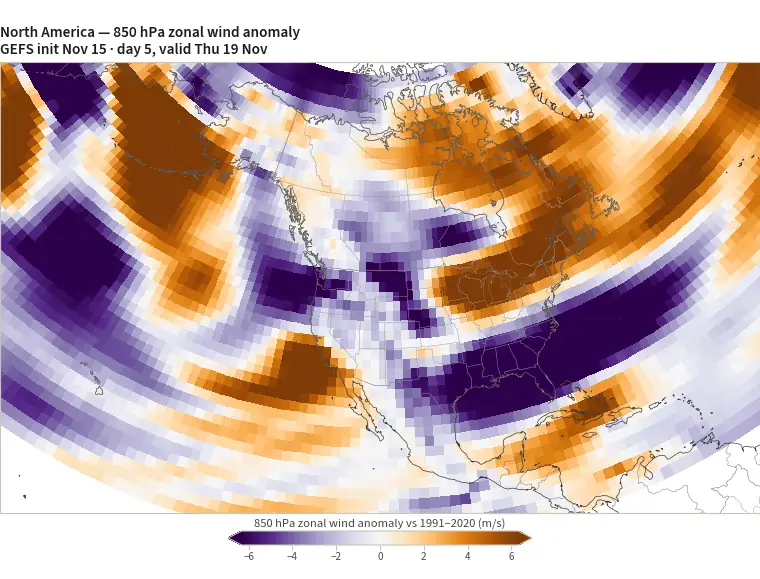 North America — 850 hPa zonal wind anomaly
GEFS init Nov 15 · day 5, valid Thu 19 Nov
850 hPa zonal wind anomaly vs 1991–2020 (m/s)
−6 −4 −2 0 2 4 6